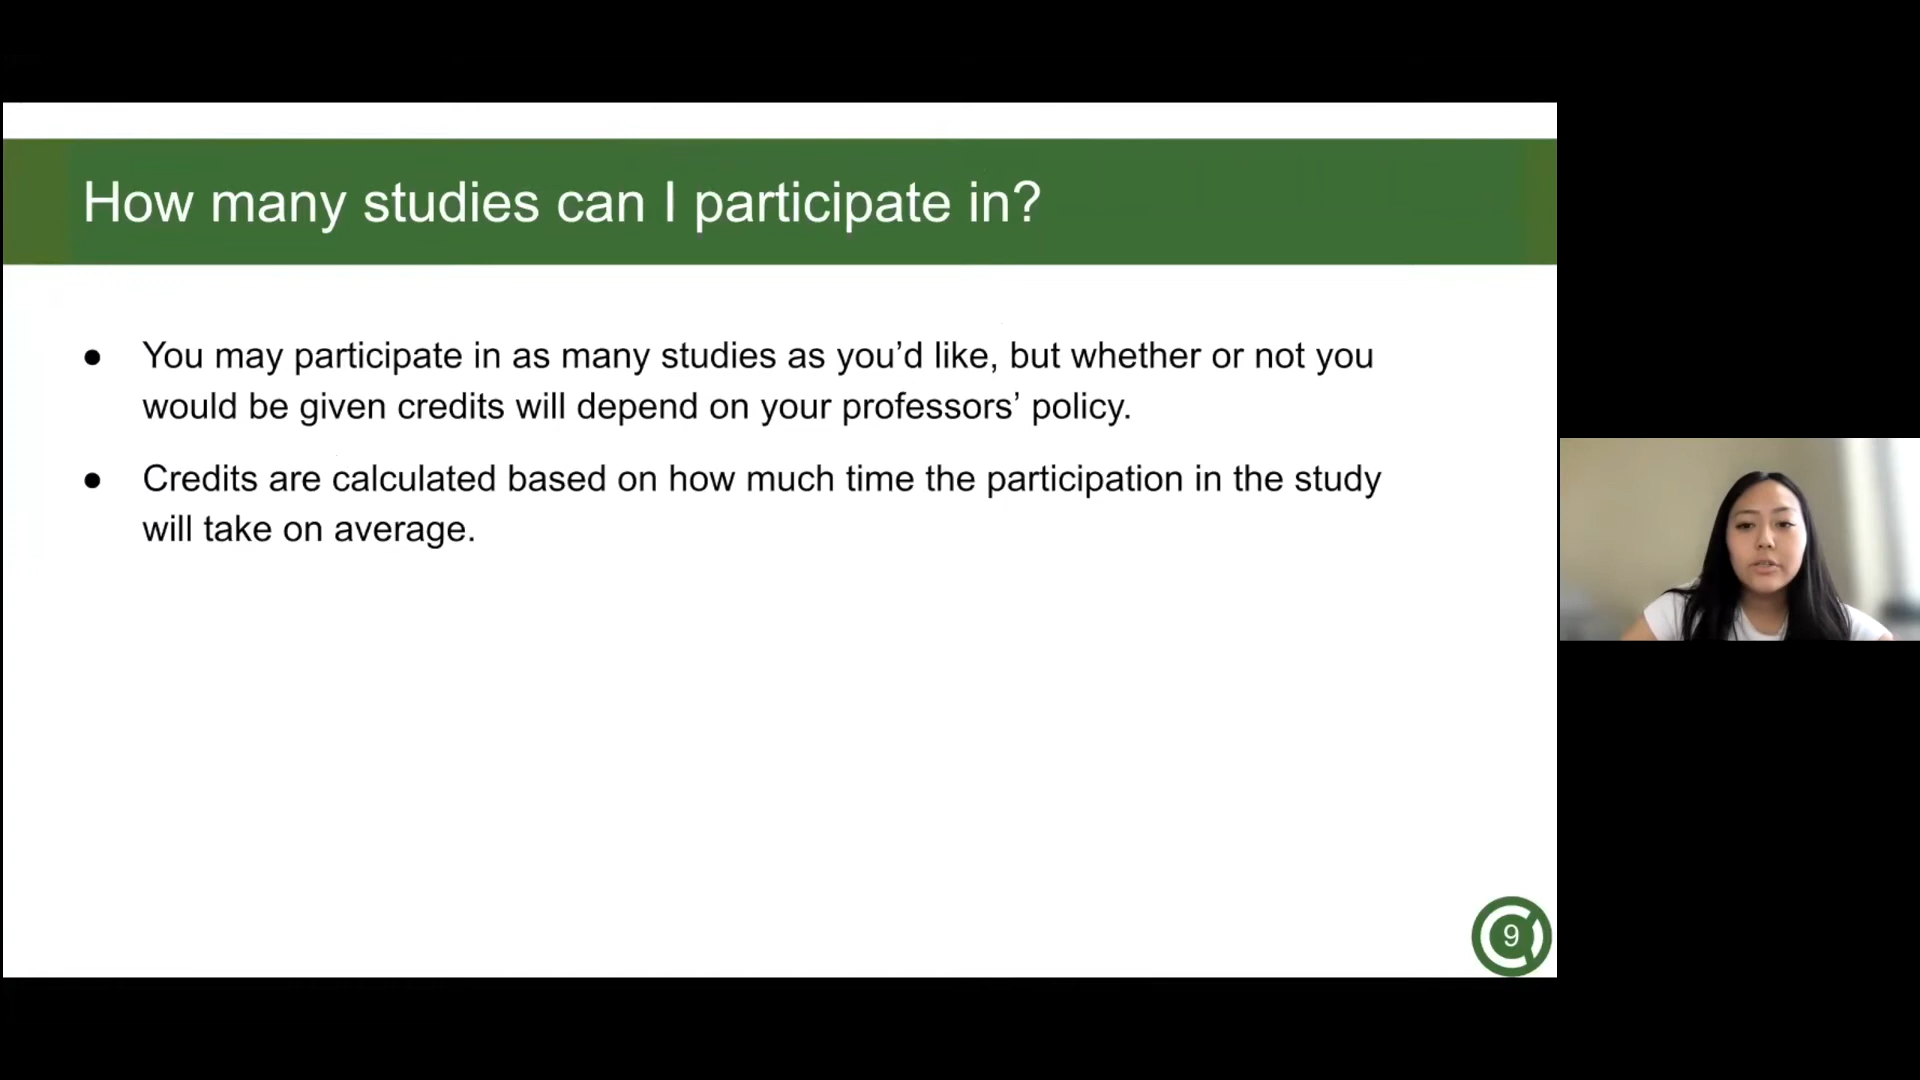 How many studies can I participate in?
● You may participate in as many studies as you’d like, but whether or not you
would be given credits will depend on your professors’ policy.
● Credits are calculated based on how much time the participation in the study
will take on average.
9